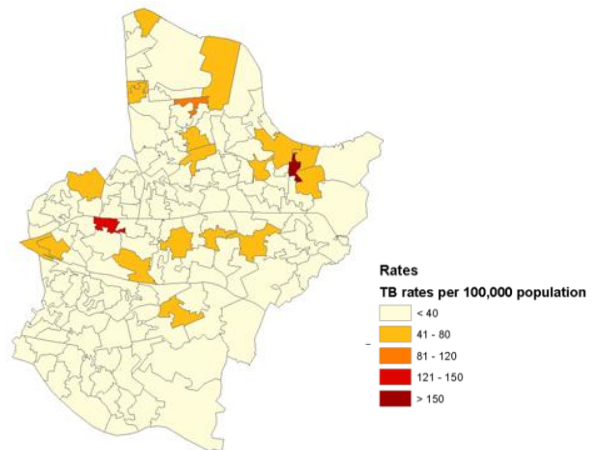 Rates
TB rates per 100,000 population
< 40
41 - 80
81 - 120
121 - 150
> 150